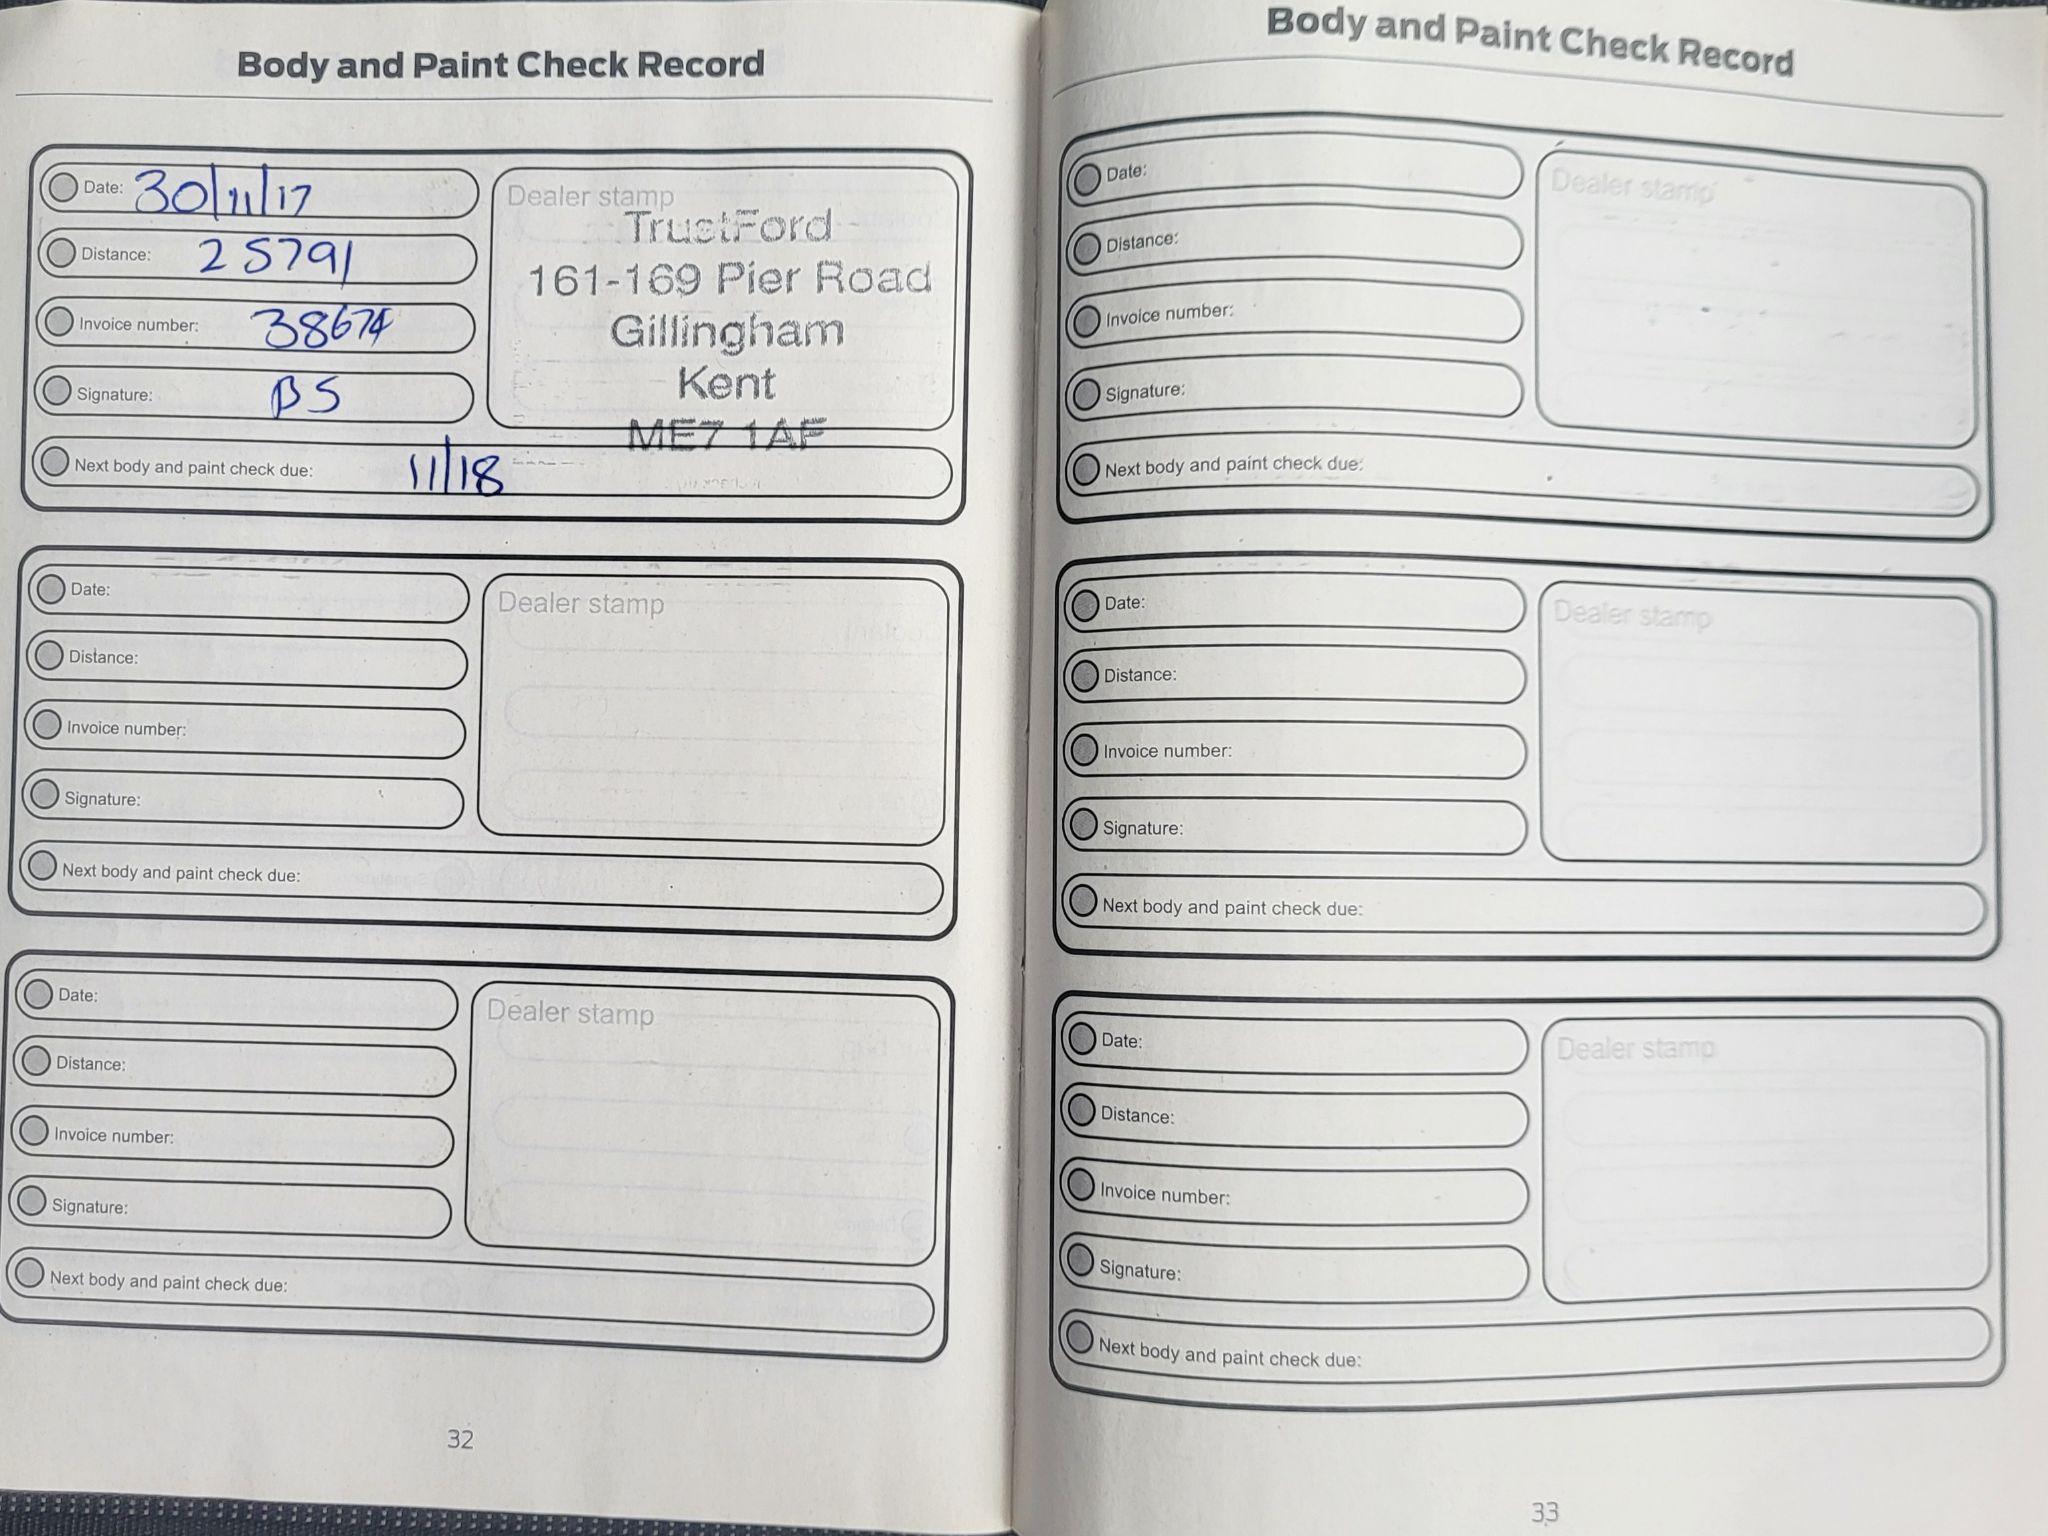 Body and Paint Check Record
Date: 30/11/17
Distance: 25791
Invoice number: 38674
Signature: BS
Dealer stamp
TrustFord
161-169 Pier Road
Gillingham
Kent
ME7 1AF
Next body and paint check due: 11/18
Date:
Distance:
Invoice number:
Signature:
Dealer stamp
Next body and paint check due:
Date:
Distance:
Invoice number:
Signature:
Dealer stamp
Next body and paint check due:
32
Body and Paint Check Record
Date:
Distance:
Invoice number:
Signature:
Dealer stamp
Next body and paint check due:
Date:
Distance:
Invoice number:
Signature:
Dealer stamp
Next body and paint check due:
Date:
Distance:
Invoice number:
Signature:
Dealer stamp
Next body and paint check due:
33